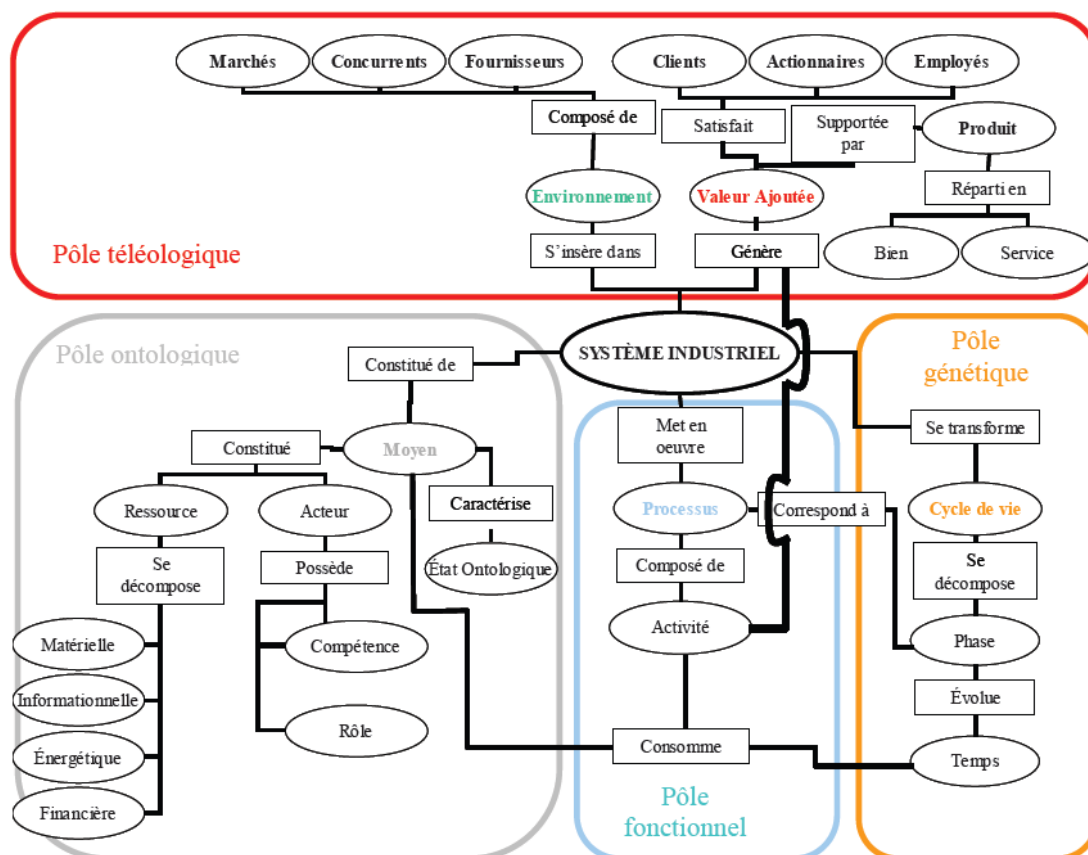 Marchés
Concurrents
Fournisseurs
Clients
Actionnaires
Employés
Composé de
Satisfait
Supportée
par
Produit
Environnement
Valeur Ajoutée
Réparti en
Pôle téléologique
S’insère dans
Génère
Bien
Service
Pôle ontologique
Constitué de
SYSTÈME INDUSTRIEL
Pôle
génétique
Constitué
Moyen
Met en
oeuvre
Se transforme
Ressource
Acteur
Caractérise
Processus
Correspond à
Cycle de vie
Se
décompose
Possède
État Ontologique
Composé de
Se
décompose
Matérielle
Compétence
Activité
Phase
Informationnelle
Rôle
Évolue
Énergétique
Consomme
Temps
Financière
Pôle
fonctionnel